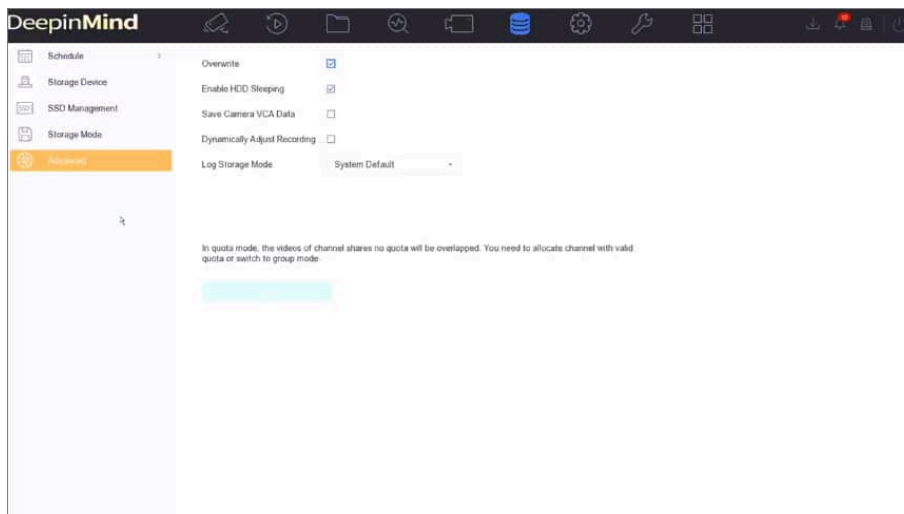 DeepinMind
Schedule
Storage Device
SSD Management
Storage Mode
Advanced
Overwrite
Enable HDD Sleeping
Save Camera VCA Data
Dynamically Adjust Recording ...
Log Storage Mode
System Default
In quota mode, the videos of channel shares no quota will be overlapped. You need to allocate channel with valid
quota or switch to group mode.